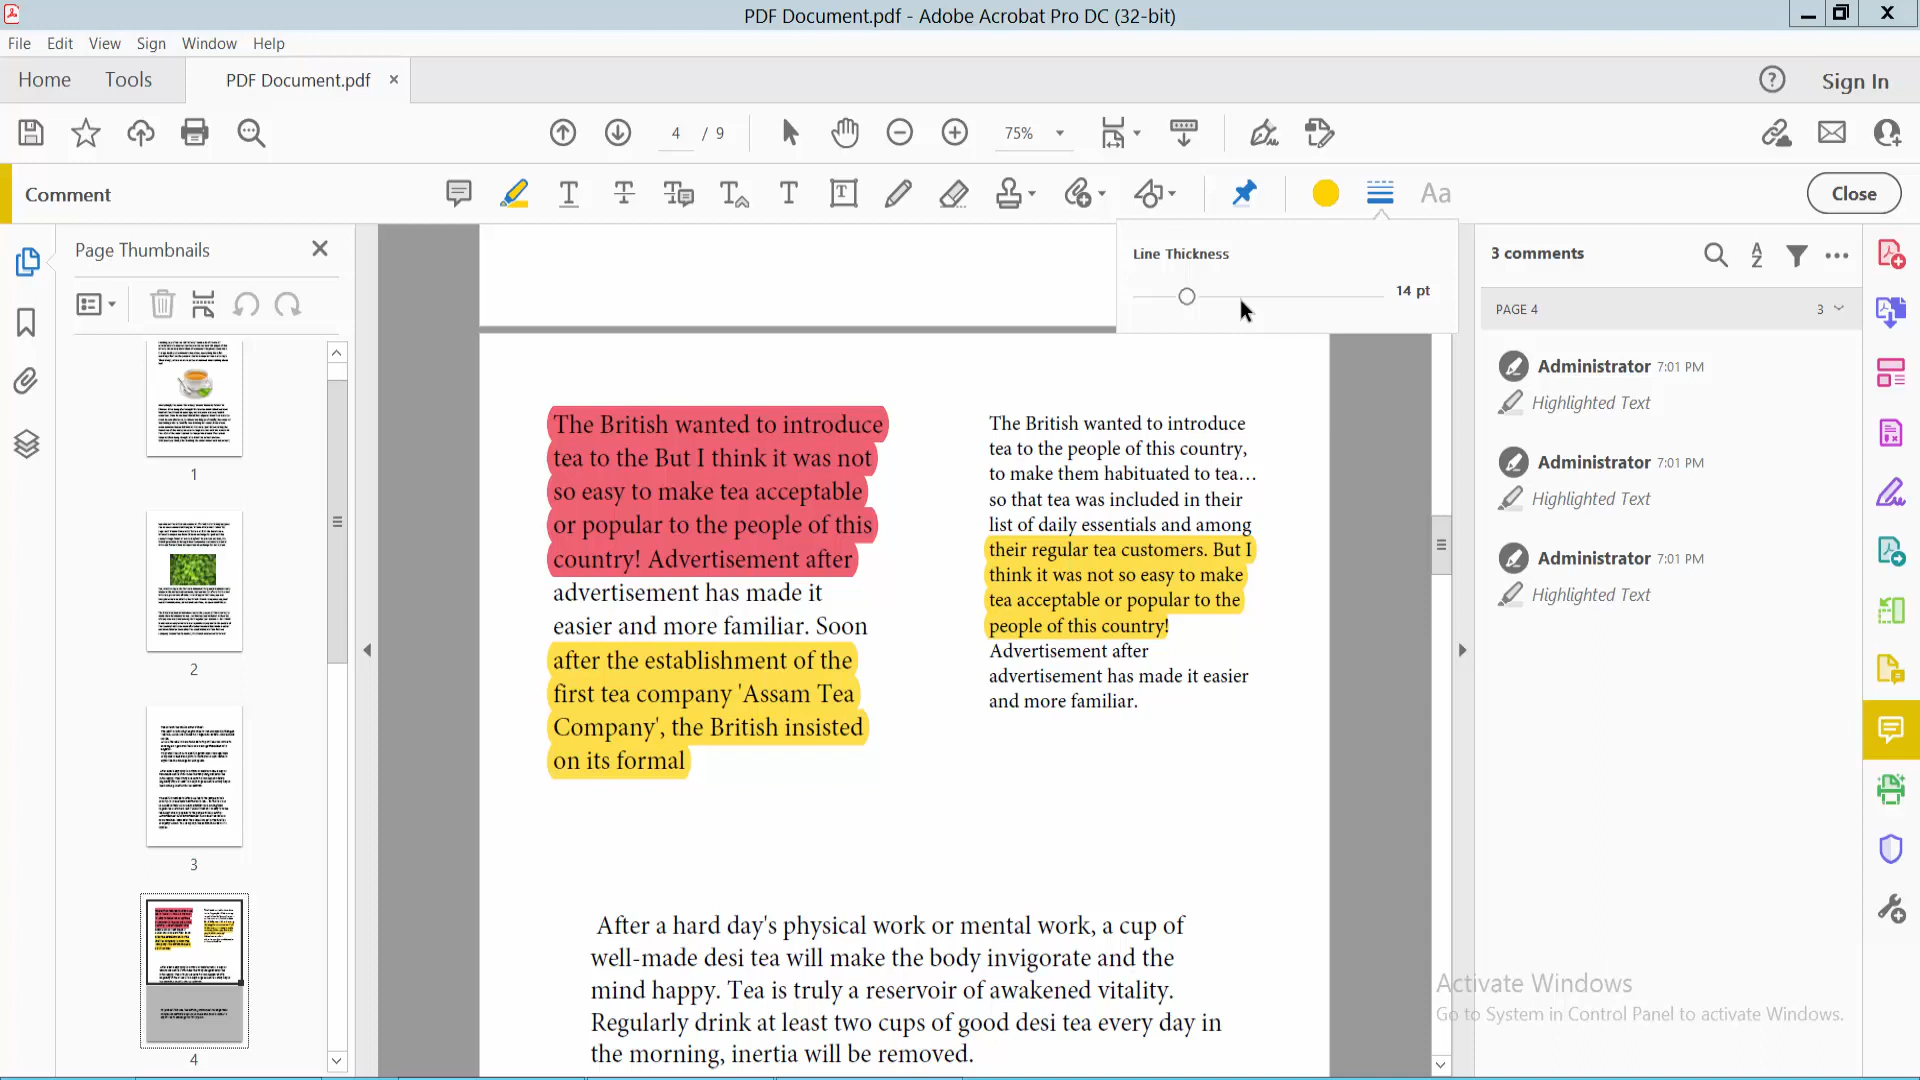 PDF Document.pdf - Adobe Acrobat Pro DC (32-bit)
File Edit View Sign Window Help
Home Tools PDF Document.pdf × Sign In
4 / 9 75%
Comment Close
Page Thumbnails
Line Thickness
14 pt
3 comments
PAGE 4 3
1
2
3
4
The British wanted to introduce
tea to the But I think it was not
so easy to make tea acceptable
or popular to the people of this
country! Advertisement after
advertisement has made it
easier and more familiar. Soon
after the establishment of the
first tea company 'Assam Tea
Company', the British insisted
on its formal
The British wanted to introduce
tea to the people of this country,
to make them habituated to tea…
so that tea was included in their
list of daily essentials and among
their regular tea customers. But I
think it was not so easy to make
tea acceptable or popular to the
people of this country!
Advertisement after
advertisement has made it easier
and more familiar.
After a hard day's physical work or mental work, a cup of
well-made desi tea will make the body invigorate and the
mind happy. Tea is truly a reservoir of awakened vitality.
Regularly drink at least two cups of good desi tea every day in
the morning, inertia will be removed.
Administrator 7:01 PM
Highlighted Text
Administrator 7:01 PM
Highlighted Text
Administrator 7:01 PM
Highlighted Text
Activate Windows
Go to System in Control Panel to activate Windows.